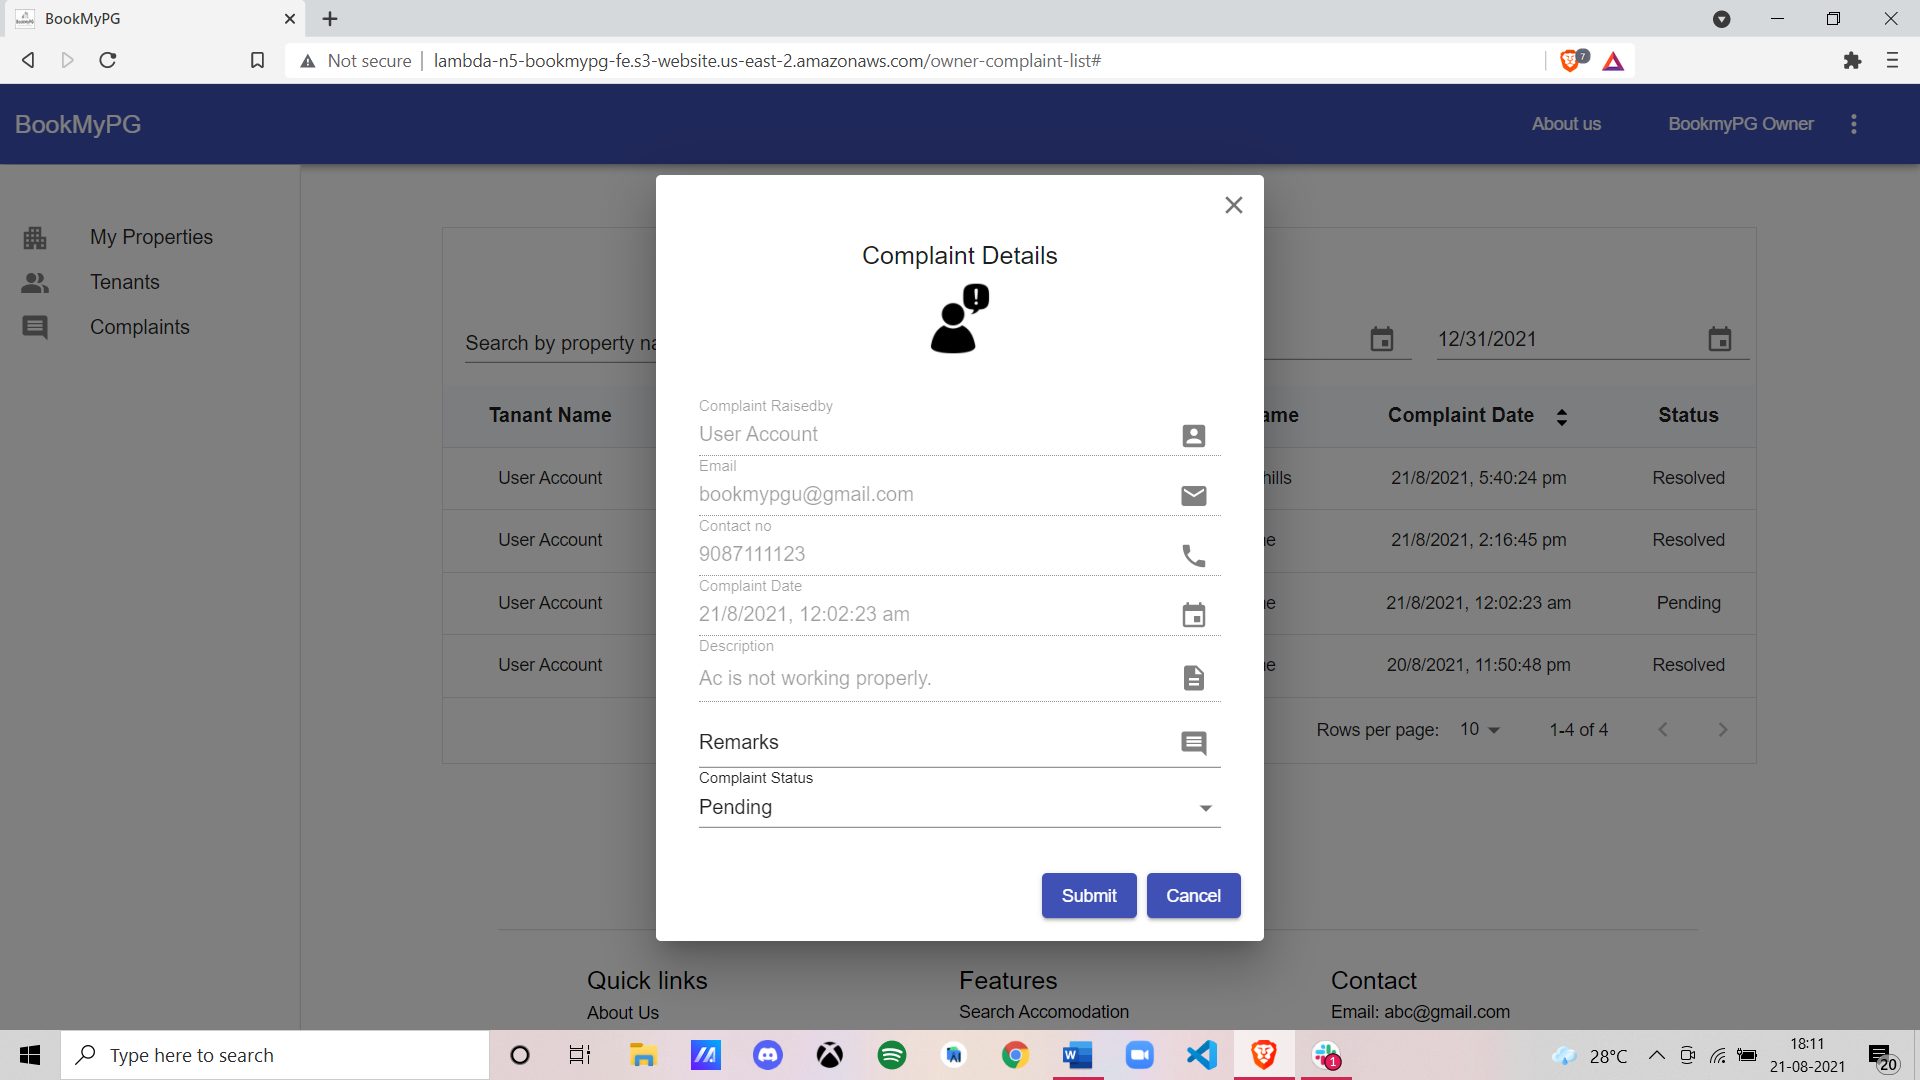 BookMyPG
Not secure
lambda-n5-bookmypg-fe.s3-website.us-east-2.amazonaws.com/owner-complaint-list#
7
BookMyPG
About us
BookmyPG Owner
My Properties
Tenants
Complaints
Complaint Details
Search by property na
12/31/2021
Tanant Name
ame
Complaint Date
Status
User Account
hills
21/8/2021, 5:40:24 pm
Resolved
User Account
ne
21/8/2021, 2:16:45 pm
Resolved
User Account
ne
21/8/2021, 12:02:23 am
Pending
User Account
ne
20/8/2021, 11:50:48 pm
Resolved
Rows per page:
10
1-4 of 4
Complaint Raisedby
User Account
Email
bookmypgu@gmail.com
Contact no
9087111123
Complaint Date
21/8/2021, 12:02:23 am
Description
Ac is not working properly.
Remarks
Complaint Status
Pending
Submit
Cancel
Quick links
About Us
Features
Search Accomodation
Contact
Email: abc@gmail.com
Type here to search
1
28°C
18:11
21-08-2021
20